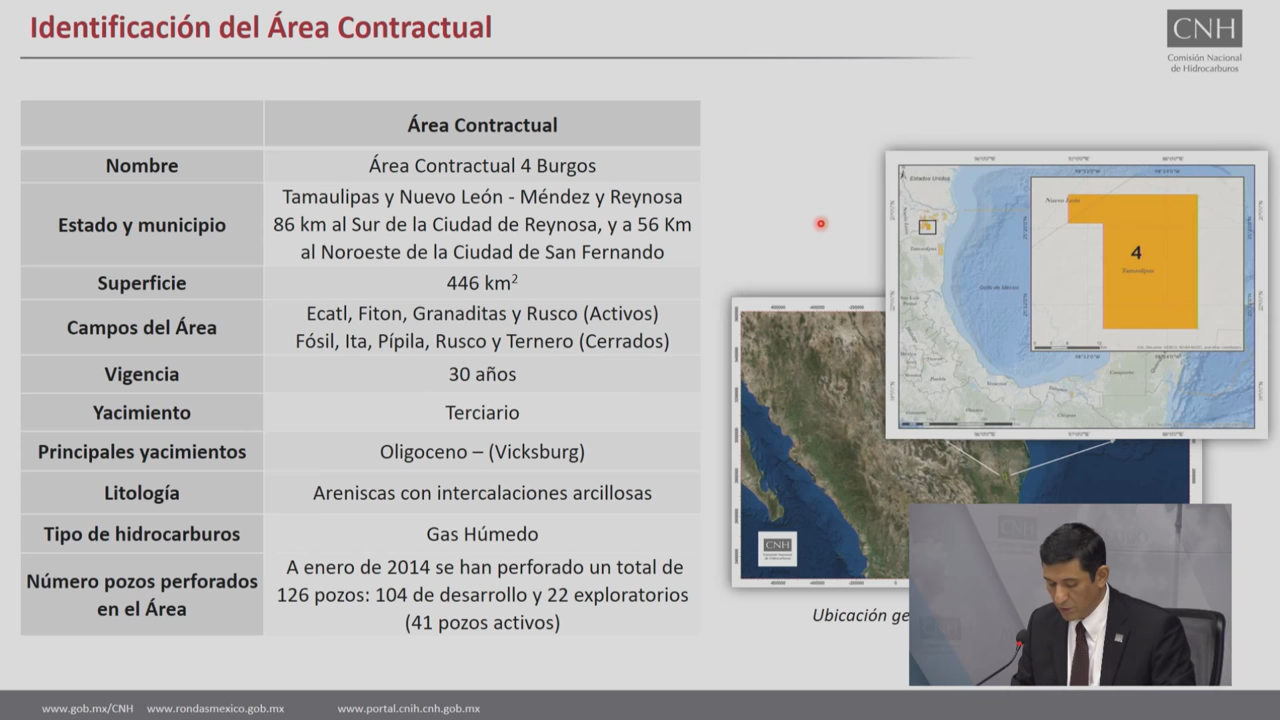 Identificación del Área Contractual
CNH
Comisión Nacional
de Hidrocarburos
Área Contractual
Nombre
Área Contractual 4 Burgos
Estado y municipio
Tamaulipas y Nuevo León - Méndez y Reynosa
86 km al Sur de la Ciudad de Reynosa, y a 56 Km
al Noroeste de la Ciudad de San Fernando
Superficie
446 km²
Campos del Área
Ecatl, Fiton, Granaditas y Rusco (Activos)
Fósil, Ita, Pípila, Rusco y Ternero (Cerrados)
Vigencia
30 años
Yacimiento
Terciario
Principales yacimientos
Oligoceno – (Vicksburg)
Litología
Areniscas con intercalaciones arcillosas
Tipo de hidrocarburos
Gas Húmedo
Número pozos perforados
en el Área
A enero de 2014 se han perforado un total de
126 pozos: 104 de desarrollo y 22 exploratorios
(41 pozos activos)
Estados Unidos
Nuevo León
4
Tamaulipas
Tamaulipas
Golfo de México
CNH
Ubicación ge
www.gob.mx/CNH www.rondasmexico.gob.mx www.portal.cnih.cnh.gob.mx